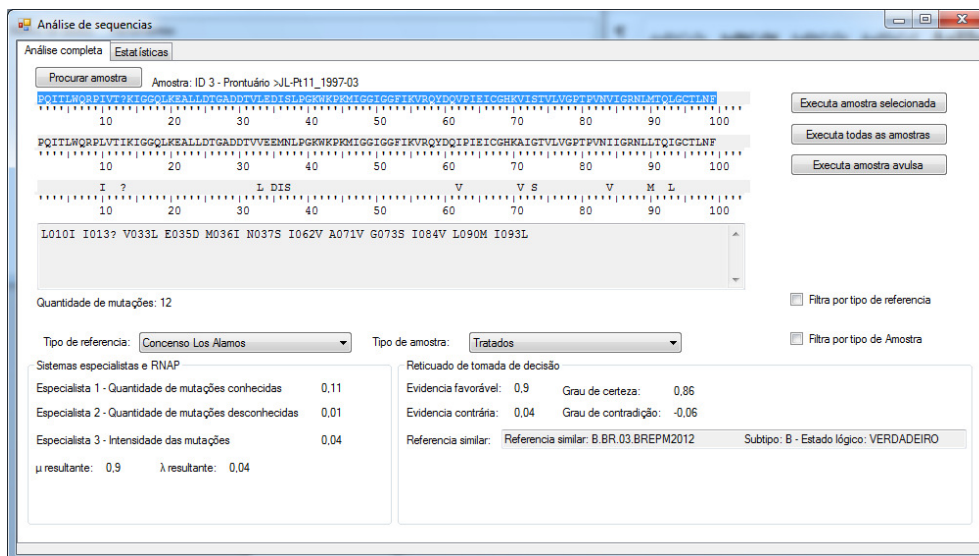 Análise de sequencias
Análise completa Estatísticas
Procurar amostra Amostra: ID 3 - Prontuário >JL-Pt11_1997-03
PQITLWQRPIVT?KIGGQLKEALLDTGADDTVLEDISLPGKWKPKMIGGIGGFIKVRQYDQVPIEICGHKVISTVLVGPTPVNVIGRNLMTQLGCTLNF
10 20 30 40 50 60 70 80 90 100
PQITLWQRPLVTIKIGGQLKEALLDTGADDTVVEEMNLPGKWKPKMIGGIGGFIKVRQYDQIPIEICGHKAIGTVLVGPTPVNIIGRNLLTQIGCTLNF
10 20 30 40 50 60 70 80 90 100
I ? L DIS V V S V M L
10 20 30 40 50 60 70 80 90 100
L010I I013? V033L E035D M036I N037S I062V A071V G073S I084V L090M I093L
Quantidade de mutações: 12
Executa amostra selecionada
Executa todas as amostras
Executa amostra avulsa
Filtra por tipo de referencia
Filtra por tipo de Amostra
Tipo de referência: Concenso Los Alamos Tipo de amostra: Tratados
Sistemas especialistas e RNAP
Especialista 1 - Quantidade de mutações conhecidas 0,11
Especialista 2 - Quantidade de mutações desconhecidas 0,01
Especialista 3 - Intensidade das mutações 0,04
µ resultante: 0,9 λ resultante: 0,04
Reticuado de tomada de decisão
Evidencia favorável: 0,9 Grau de certeza: 0,86
Evidencia contrária: 0,04 Grau de contradição: -0,06
Referencia similar: Referencia similar: B.BR.03.BREPM2012 Subtipo: B - Estado lógico: VERDADEIRO